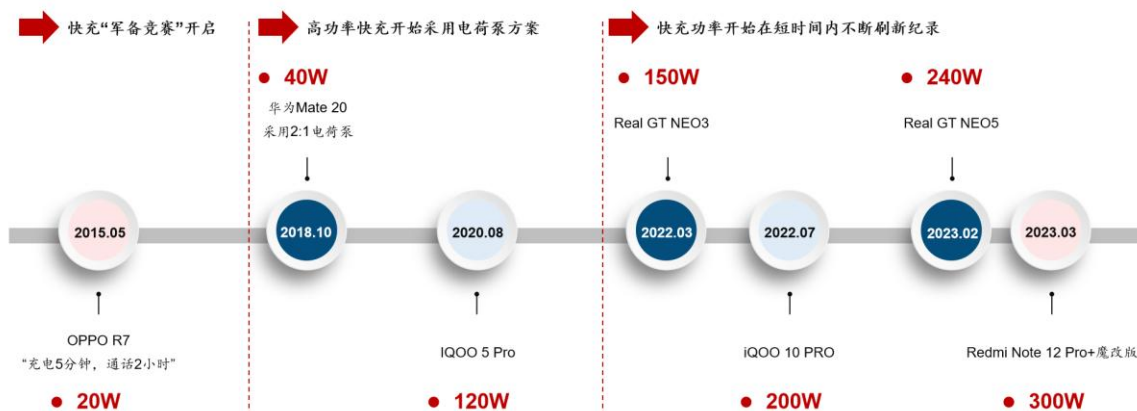 快充“军备竞赛”开启
高功率快充开始采用电荷泵方案
快充功率开始在短时间内不断刷新纪录
40W
150W
240W
华为Mate 20
采用2:1电荷泵
Real GT NEO3
Real GT NEO5
2015.05
2018.10
2020.08
2022.03
2022.07
2023.02
2023.03
OPPO R7
“充电5分钟，通话2小时”
IQOO 5 Pro
iQOO 10 PRO
Redmi Note 12 Pro+魔改版
20W
120W
200W
300W